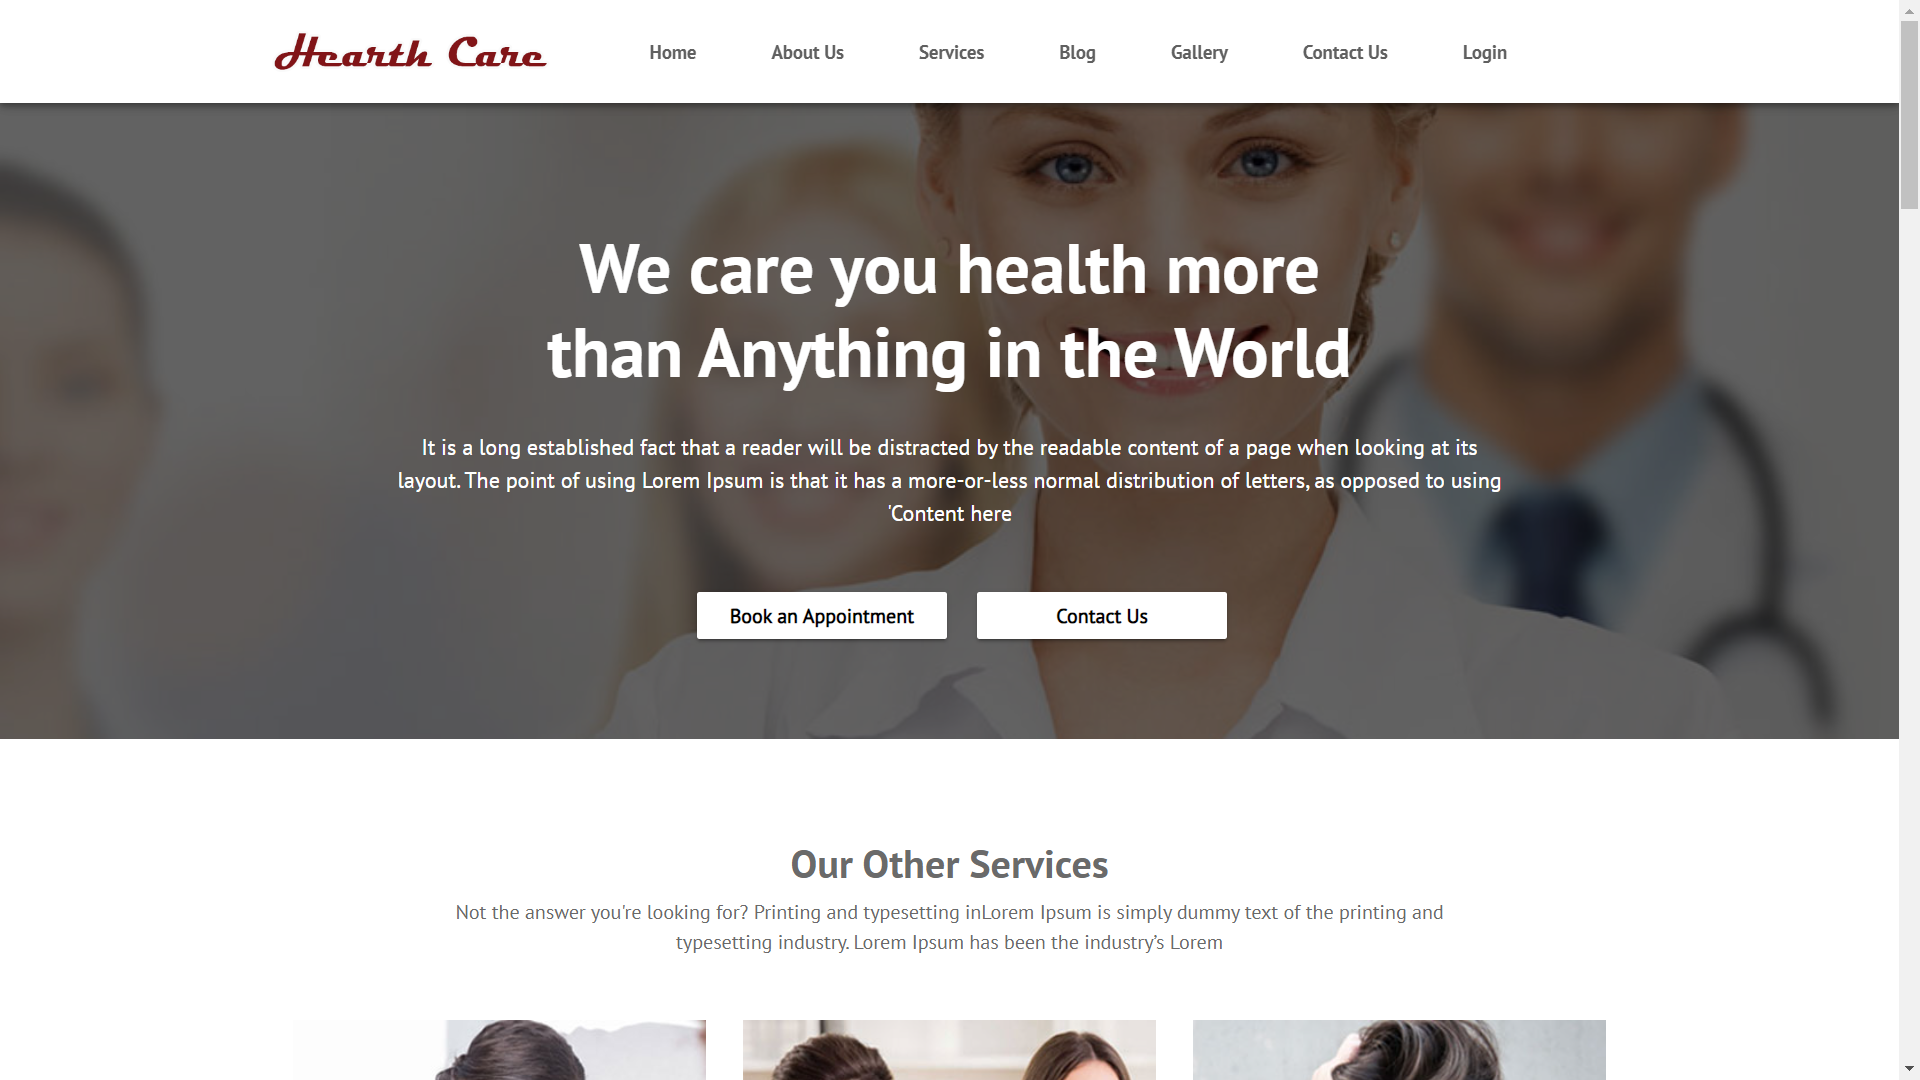 Hearth Care
Home
About Us
Services
Blog
Gallery
Contact Us
Login
We care you health more
than Anything in the World
It is a long established fact that a reader will be distracted by the readable content of a page when looking at its
layout. The point of using Lorem Ipsum is that it has a more-or-less normal distribution of letters, as opposed to using
'Content here
Book an Appointment
Contact Us
Our Other Services
Not the answer you're looking for? Printing and typesetting inLorem Ipsum is simply dummy text of the printing and
typesetting industry. Lorem Ipsum has been the industry’s Lorem